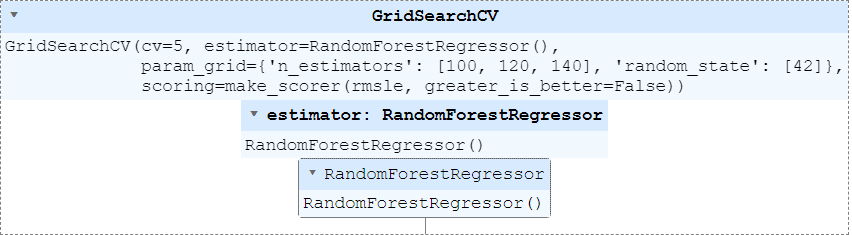 GridSearchCV
GridSearchCV(cv=5, estimator=RandomForestRegressor(),
param_grid={'n_estimators': [100, 120, 140], 'random_state': [42]},
scoring=make_scorer(rmsle, greater_is_better=False))
estimator: RandomForestRegressor
RandomForestRegressor()
RandomForestRegressor
RandomForestRegressor()